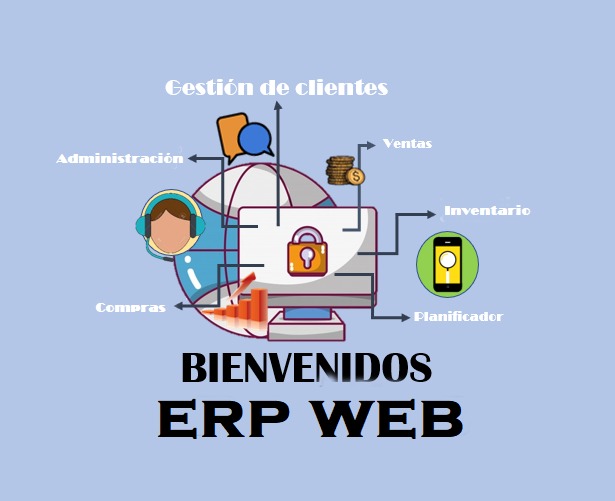 Gestión de clientes
Ventas
Administración
Inventario
Compras
Planificador
BIENVENIDOS
ERP WEB